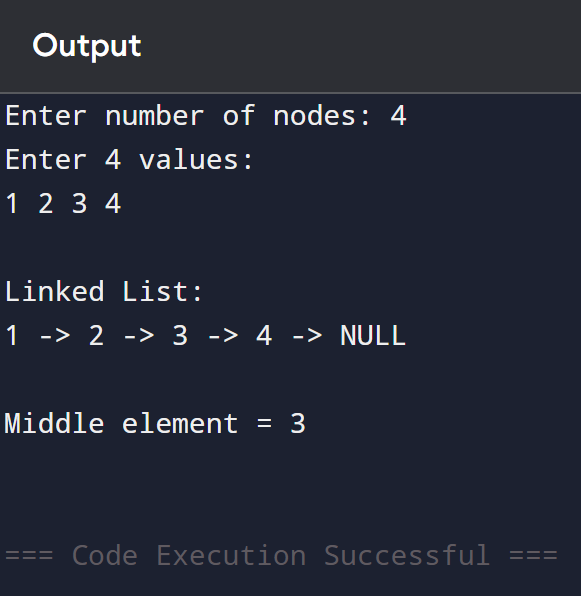 Output
Enter number of nodes: 4
Enter 4 values:
1 2 3 4
Linked List:
1 -> 2 -> 3 -> 4 -> NULL
Middle element = 3
=== Code Execution Successful ===